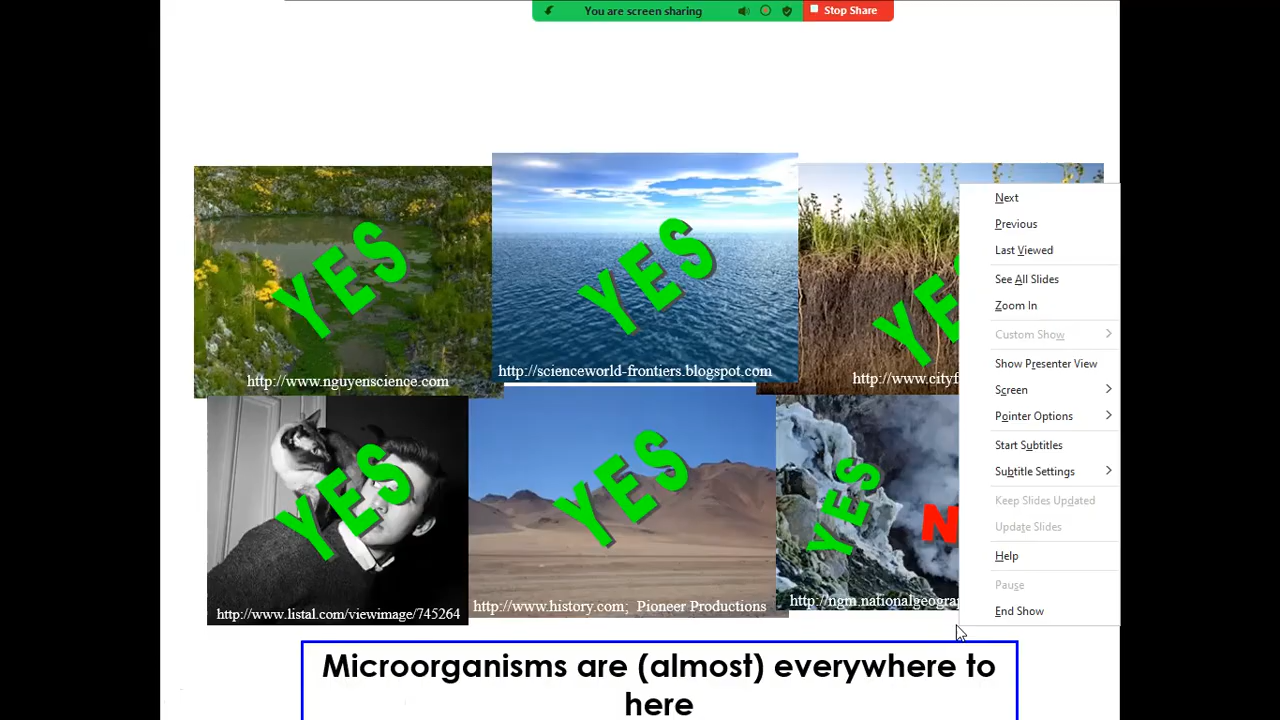 You are screen sharing
Stop Share
YES
YES
YES
http://www.nguyenscience.com
http://scienceworld-frontiers.blogspot.com
http://www.cityf
YES
YES
YES
N
http://www.listal.com/viewimage/745264
http://www.history.com; Pioneer Productions
http://ngm.nationalgeograp
Next
Previous
Last Viewed
See All Slides
Zoom In
Custom Show
Show Presenter View
Screen
Pointer Options
Start Subtitles
Subtitle Settings
Keep Slides Updated
Update Slides
Help
Pause
End Show
Microorganisms are (almost) everywhere to
here